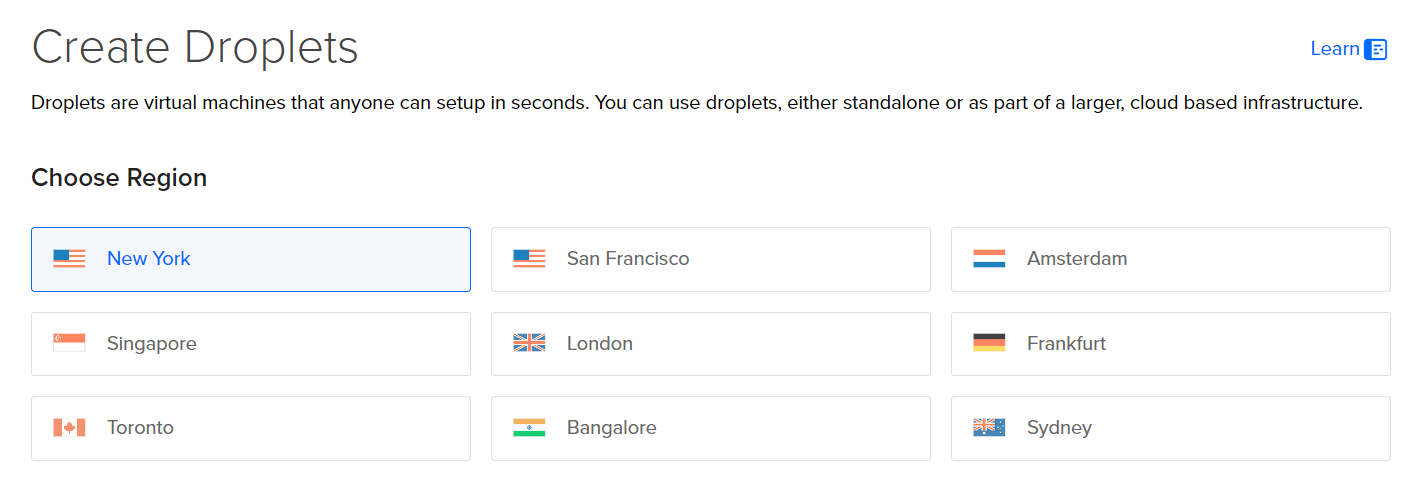 Create Droplets
Learn
Droplets are virtual machines that anyone can setup in seconds. You can use droplets, either standalone or as part of a larger, cloud based infrastructure.
Choose Region
New York
San Francisco
Amsterdam
Singapore
London
Frankfurt
Toronto
Bangalore
Sydney